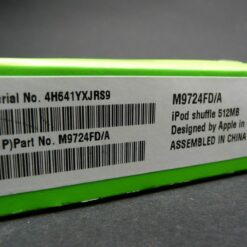 erial No. 4H641YXJRS9
P)Part No. M9724FD/A
M9724FD/A
iPod shuffle 512MB
Designed by Apple in
ASSEMBLED IN CHINA